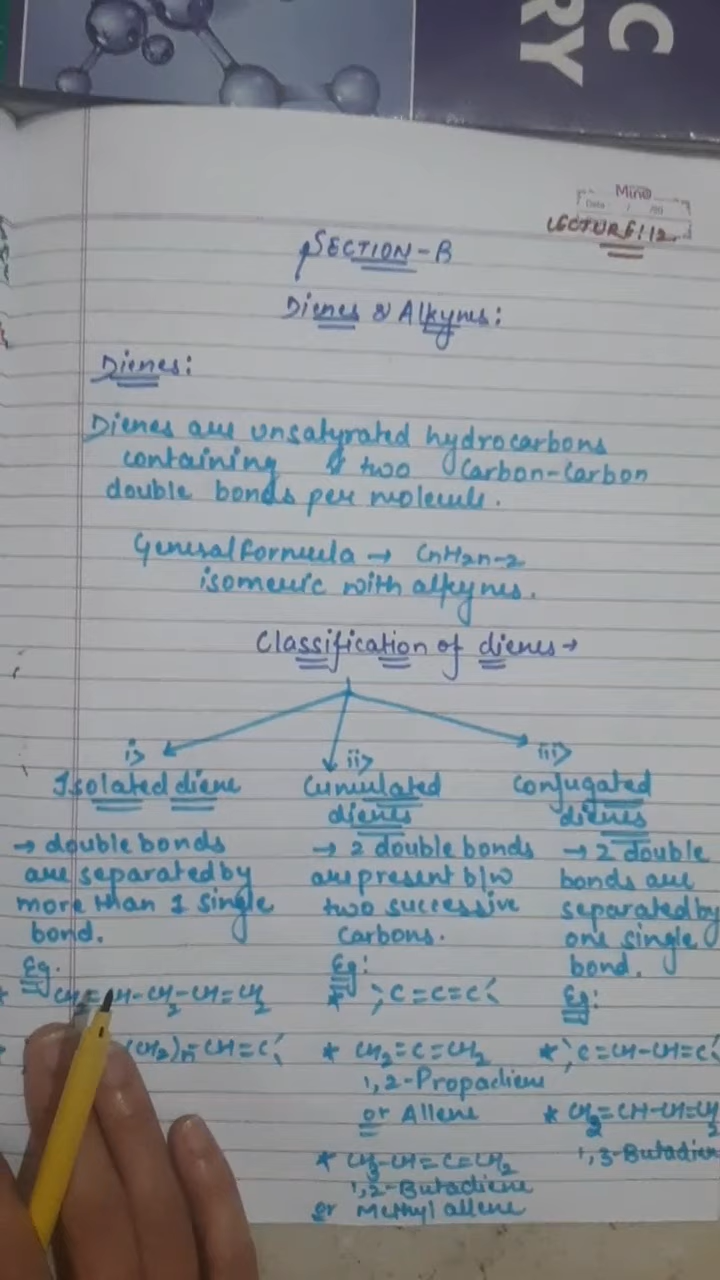 C
RY
Mino
Date
LECTURE:12
SECTION-B
Dienes & Alkynes:
Dienes:
Dienes are unsatyrated hydrocarbons
containing two Carbon-Carbon
double bonds per molecule.
General formula → CnH2n-2
isomeric with alkynes.
Classification of dienes→
i>
Isolated diene
→ double bonds
are separated by
more than 1 single
bond.
Eg.
* CH2=CH-CH2-CH=CH2
(CH2)n-CH=C
ii>
Cumulated
dienes
→ 2 double bonds
are present b/w
two successive
Carbons.
Eg:
* C=C=C
* CH2=C=CH2
1,2-Propadiene
or Allene
* CH3-CH=C=CH2
1,2-Butadiene
or Methyl allene
iii>
Conjugated
dienes
→ 2 double
bonds are
separated by
one single
bond.
Eg:
* C=CH-CH=C
* CH2=CH-CH=CH2
1,3-Butadien